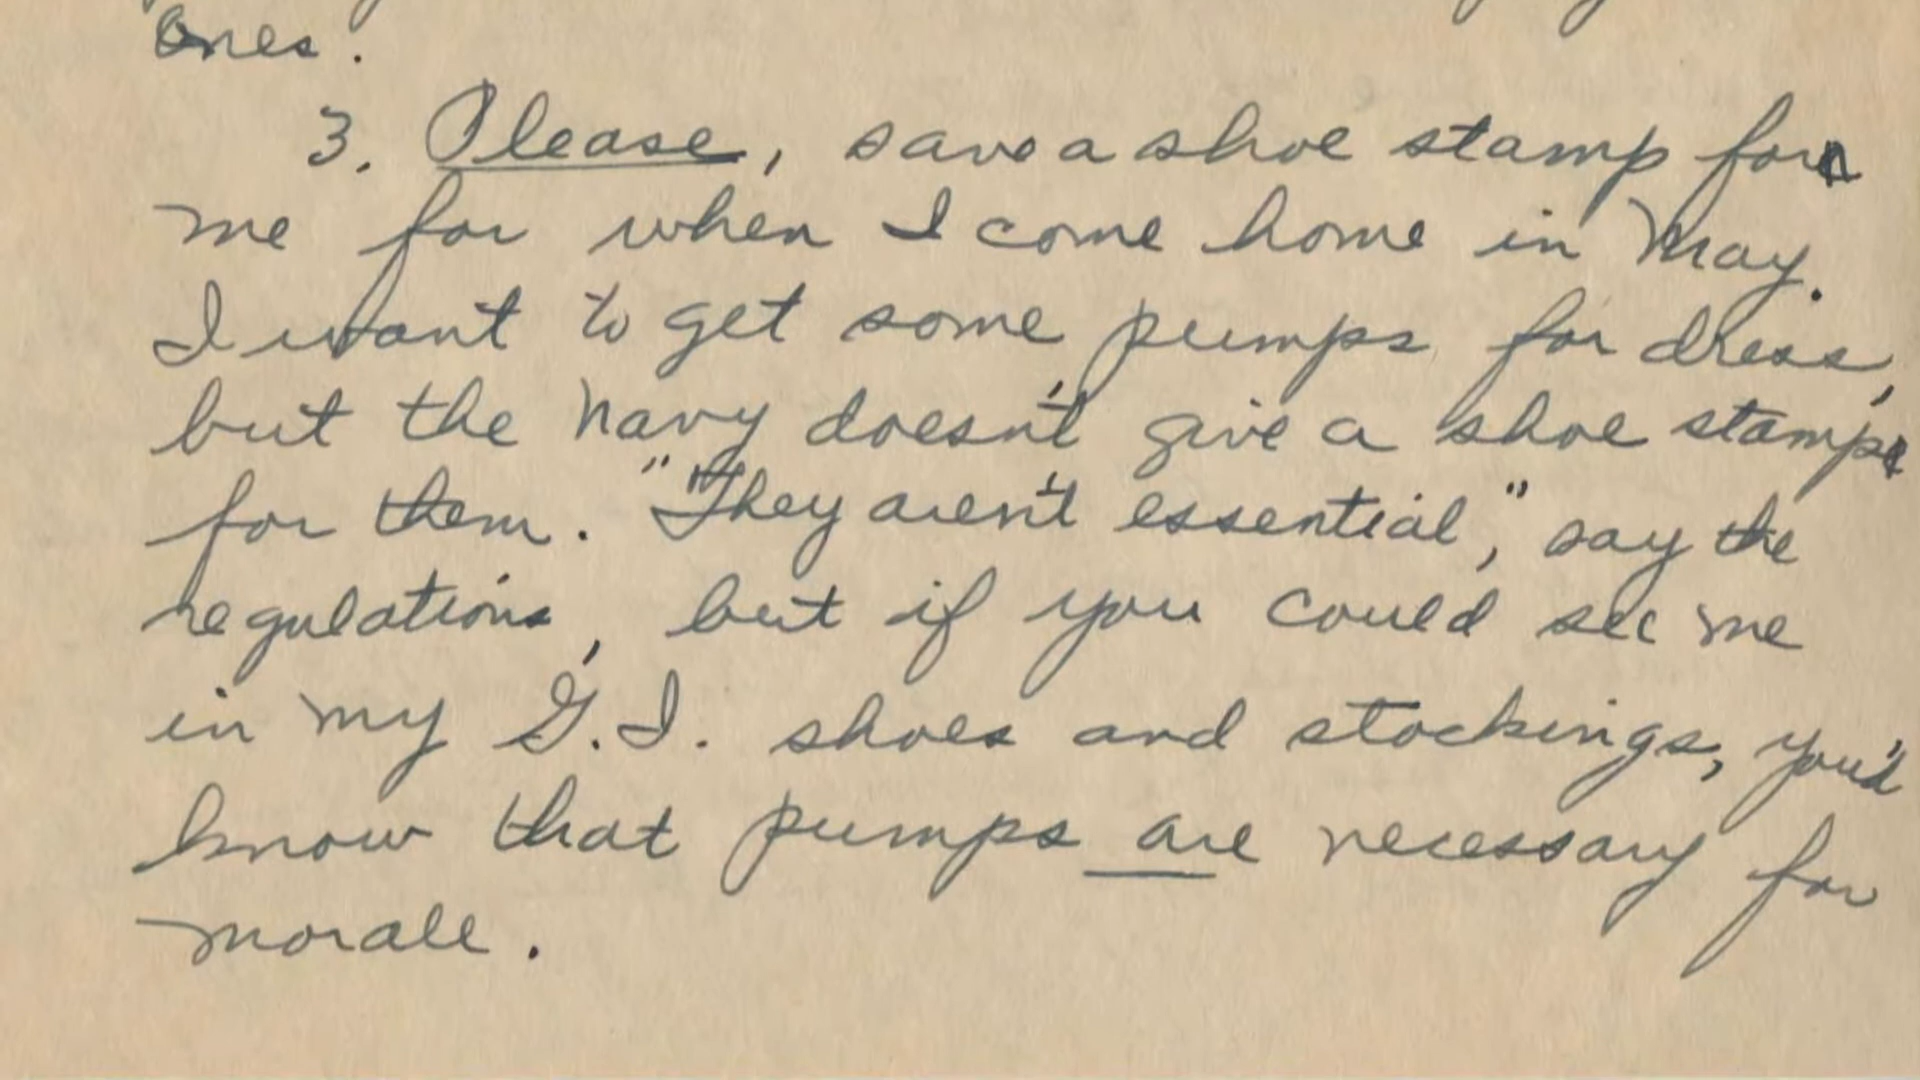 ones.
3. Please, save a shoe stamp for
me for when I come home in May.
I want to get some pumps for dress,
but the Navy doesn't give a shoe stamp
for them. "They aren't essential," say the
regulations, but if you could see me
in my G.I. shoes and stockings, you'd
know that pumps are necessary for
morale.